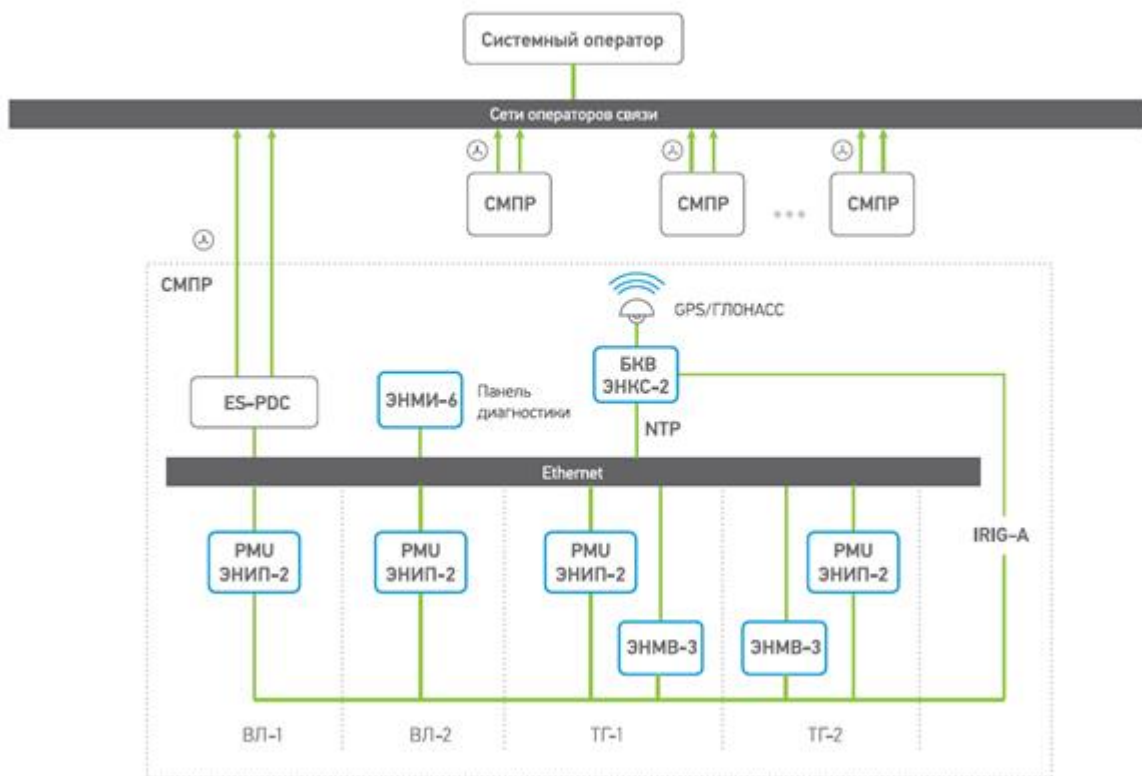 Системный оператор
Сети операторов связи
СМПР
СМПР
СМПР
СМПР
GPS/ГЛОНАСС
БКВ
ЭНКС-2
ES-PDC
ЭНМИ-6
Панель
диагностики
NTP
Ethernet
IRIG-A
PMU
ЭНИП-2
PMU
ЭНИП-2
PMU
ЭНИП-2
PMU
ЭНИП-2
ЭНМВ-3
ЭНМВ-3
ВЛ-1
ВЛ-2
ТГ-1
ТГ-2